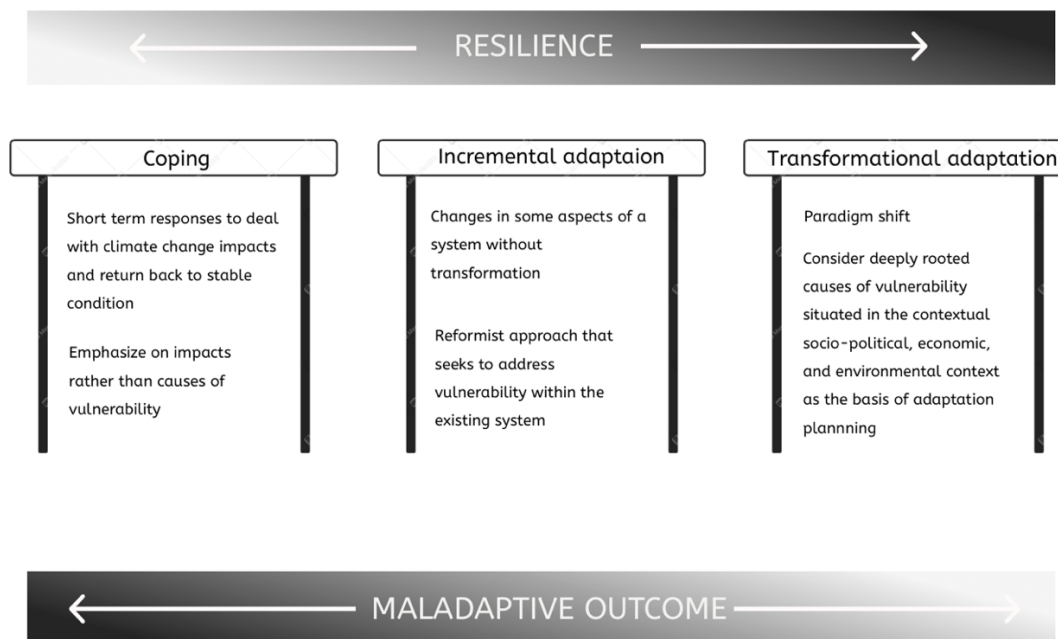 RESILIENCE
Coping
Short term responses to deal
with climate change impacts
and return back to stable
condition
Emphasize on impacts
rather than causes of
vulnerability
Incremental adaptaion
Changes in some aspects of a
system without
transformation
Reformist approach that
seeks to address
vulnerability within the
existing system
Transformational adaptation
Paradigm shift
Consider deeply rooted
causes of vulnerability
situated in the contextual
socio-political, economic,
and environmental context
as the basis of adaptation
plannning
MALADAPTIVE OUTCOME